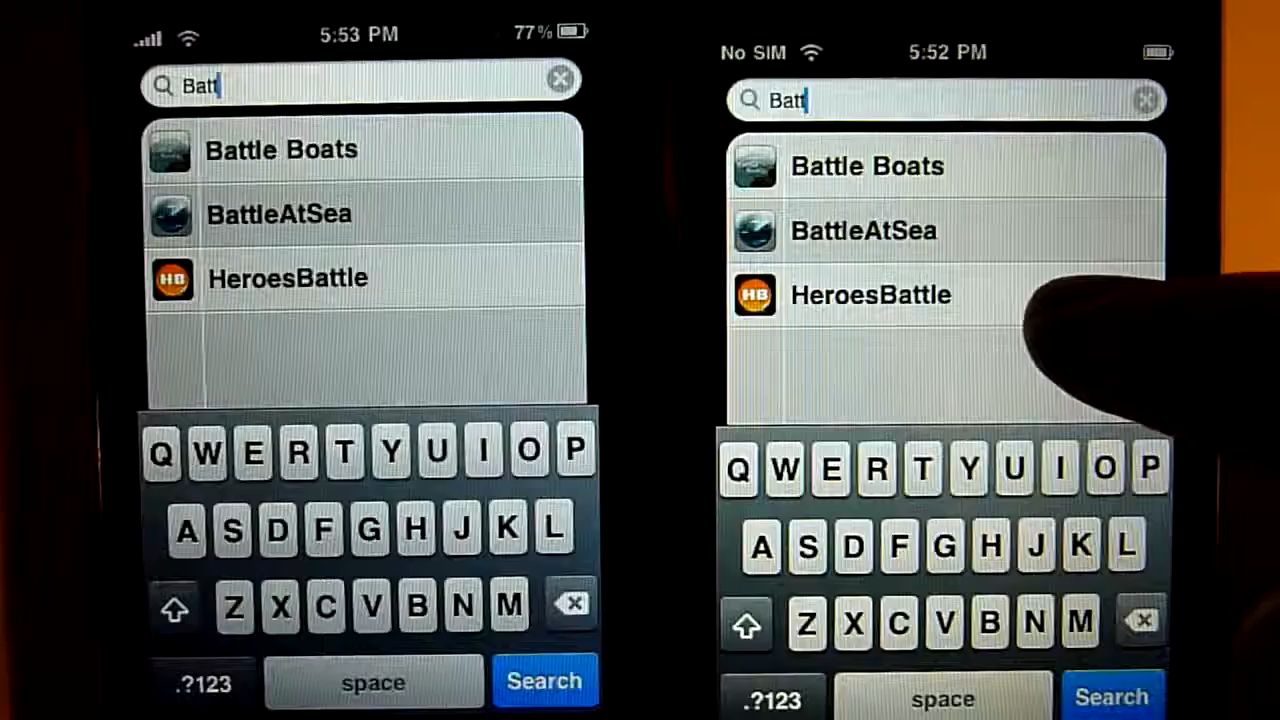 5:53 PM 77%
Batt
Battle Boats
BattleAtSea
HB HeroesBattle
Q W E R T Y U I O P
A S D F G H J K L
Z X C V B N M
.?123 space Search
No SIM 5:52 PM
Batt
Battle Boats
BattleAtSea
HB HeroesBattle
Q W E R T Y U I O P
A S D F G H J K L
Z X C V B N M
.?123 space Search